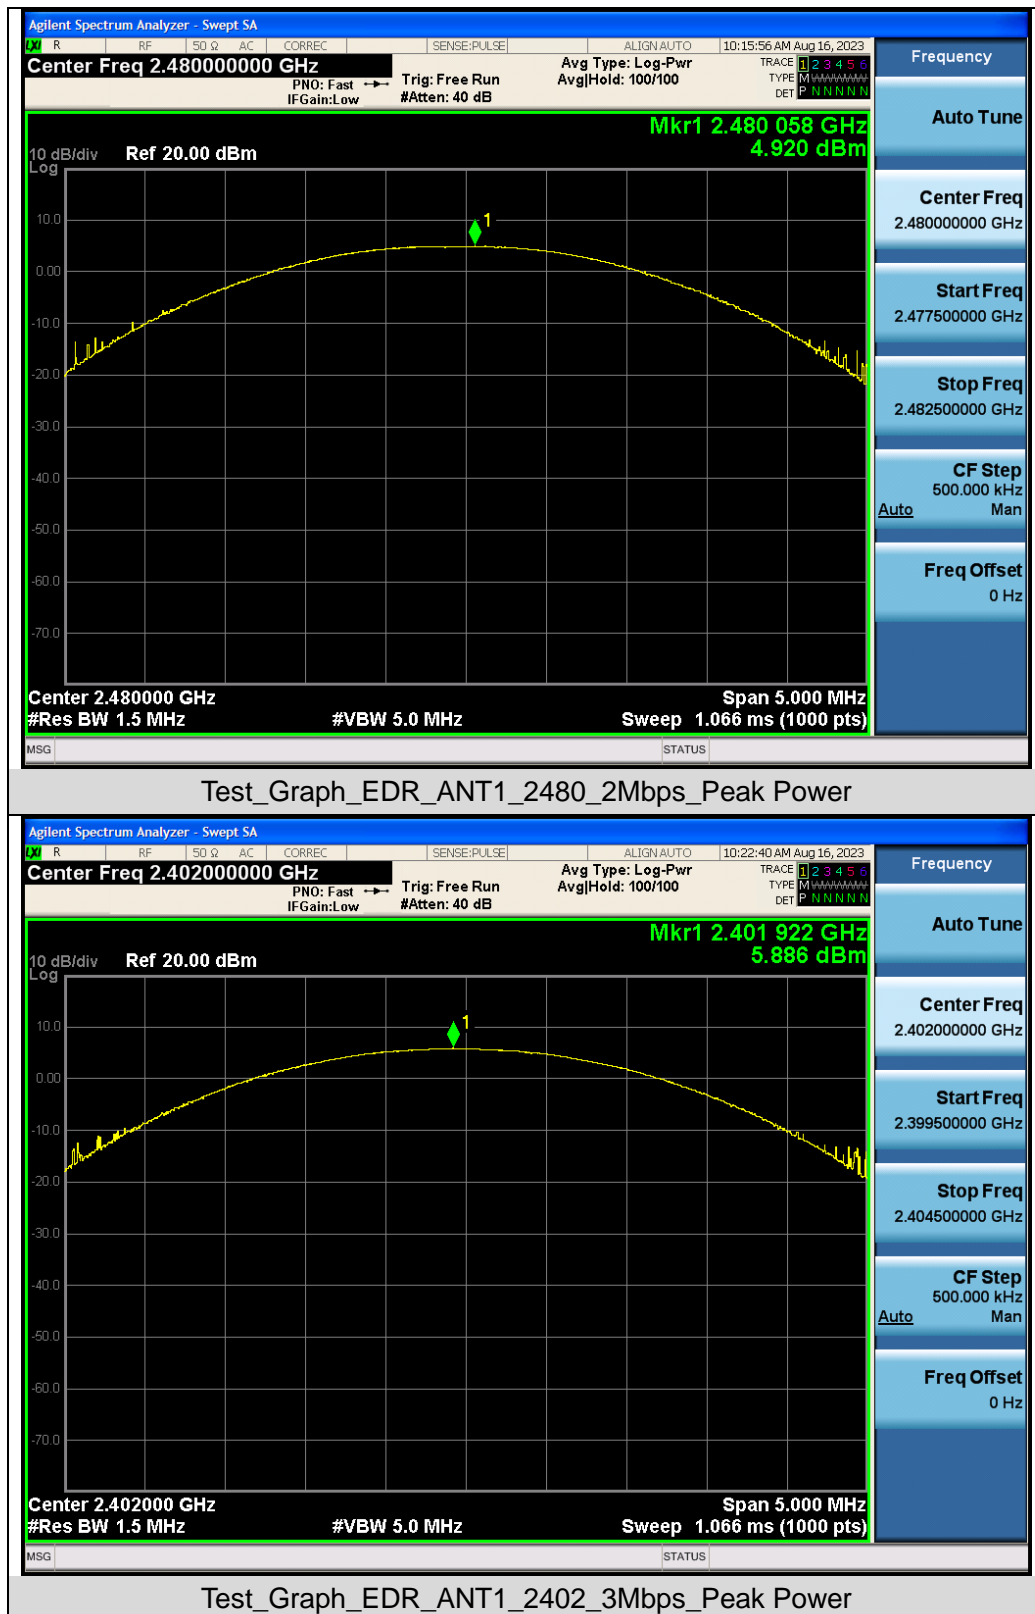 Agilent Spectrum Analyzer - Swept SA
LXI R RF 50 Ω AC CORREC SENSE:PULSE ALIGN AUTO 10:15:56 AM Aug 16, 2023
Center Freq 2.480000000 GHz
PNO: Fast
IFGain:Low
Trig: Free Run
#Atten: 40 dB
Avg Type: Log-Pwr
Avg|Hold: 100/100
TRACE 1 2 3 4 5 6
TYPE M
DET P N N N N N
Mkr1 2.480 058 GHz
4.920 dBm
10 dB/div Ref 20.00 dBm
Log
10.0
1
0.00
-10.0
-20.0
-30.0
-40.0
-50.0
-60.0
-70.0
Center 2.480000 GHz Span 5.000 MHz
#Res BW 1.5 MHz #VBW 5.0 MHz Sweep 1.066 ms (1000 pts)
MSG STATUS
Frequency
Auto Tune
Center Freq
2.480000000 GHz
Start Freq
2.477500000 GHz
Stop Freq
2.482500000 GHz
CF Step
500.000 kHz
Auto Man
Freq Offset
0 Hz
Test_Graph_EDR_ANT1_2480_2Mbps_Peak Power
Agilent Spectrum Analyzer - Swept SA
LXI R RF 50 Ω AC CORREC SENSE:PULSE ALIGN AUTO 10:22:40 AM Aug 16, 2023
Center Freq 2.402000000 GHz
PNO: Fast
IFGain:Low
Trig: Free Run
#Atten: 40 dB
Avg Type: Log-Pwr
Avg|Hold: 100/100
TRACE 1 2 3 4 5 6
TYPE M
DET P N N N N N
Mkr1 2.401 922 GHz
5.886 dBm
10 dB/div Ref 20.00 dBm
Log
10.0
1
0.00
-10.0
-20.0
-30.0
-40.0
-50.0
-60.0
-70.0
Center 2.402000 GHz Span 5.000 MHz
#Res BW 1.5 MHz #VBW 5.0 MHz Sweep 1.066 ms (1000 pts)
MSG STATUS
Frequency
Auto Tune
Center Freq
2.402000000 GHz
Start Freq
2.399500000 GHz
Stop Freq
2.404500000 GHz
CF Step
500.000 kHz
Auto Man
Freq Offset
0 Hz
Test_Graph_EDR_ANT1_2402_3Mbps_Peak Power